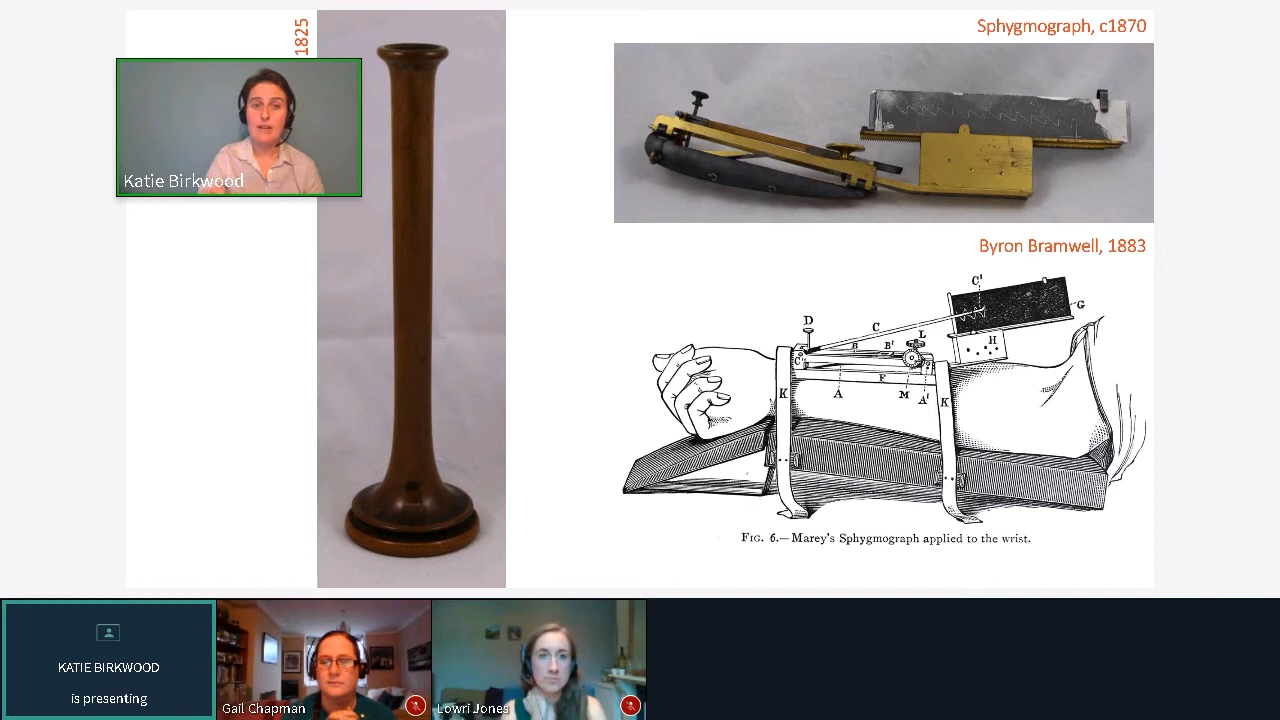 1825
Katie Birkwood
Sphygmograph, c1870
Byron Bramwell, 1883
C'
G
D
C
L
H
B
B'
C''
F
K
A
M
A'
K
FIG. 6.—Marey's Sphygmograph applied to the wrist.
KATIE BIRKWOOD
is presenting
Gail Chapman
Lowri Jones